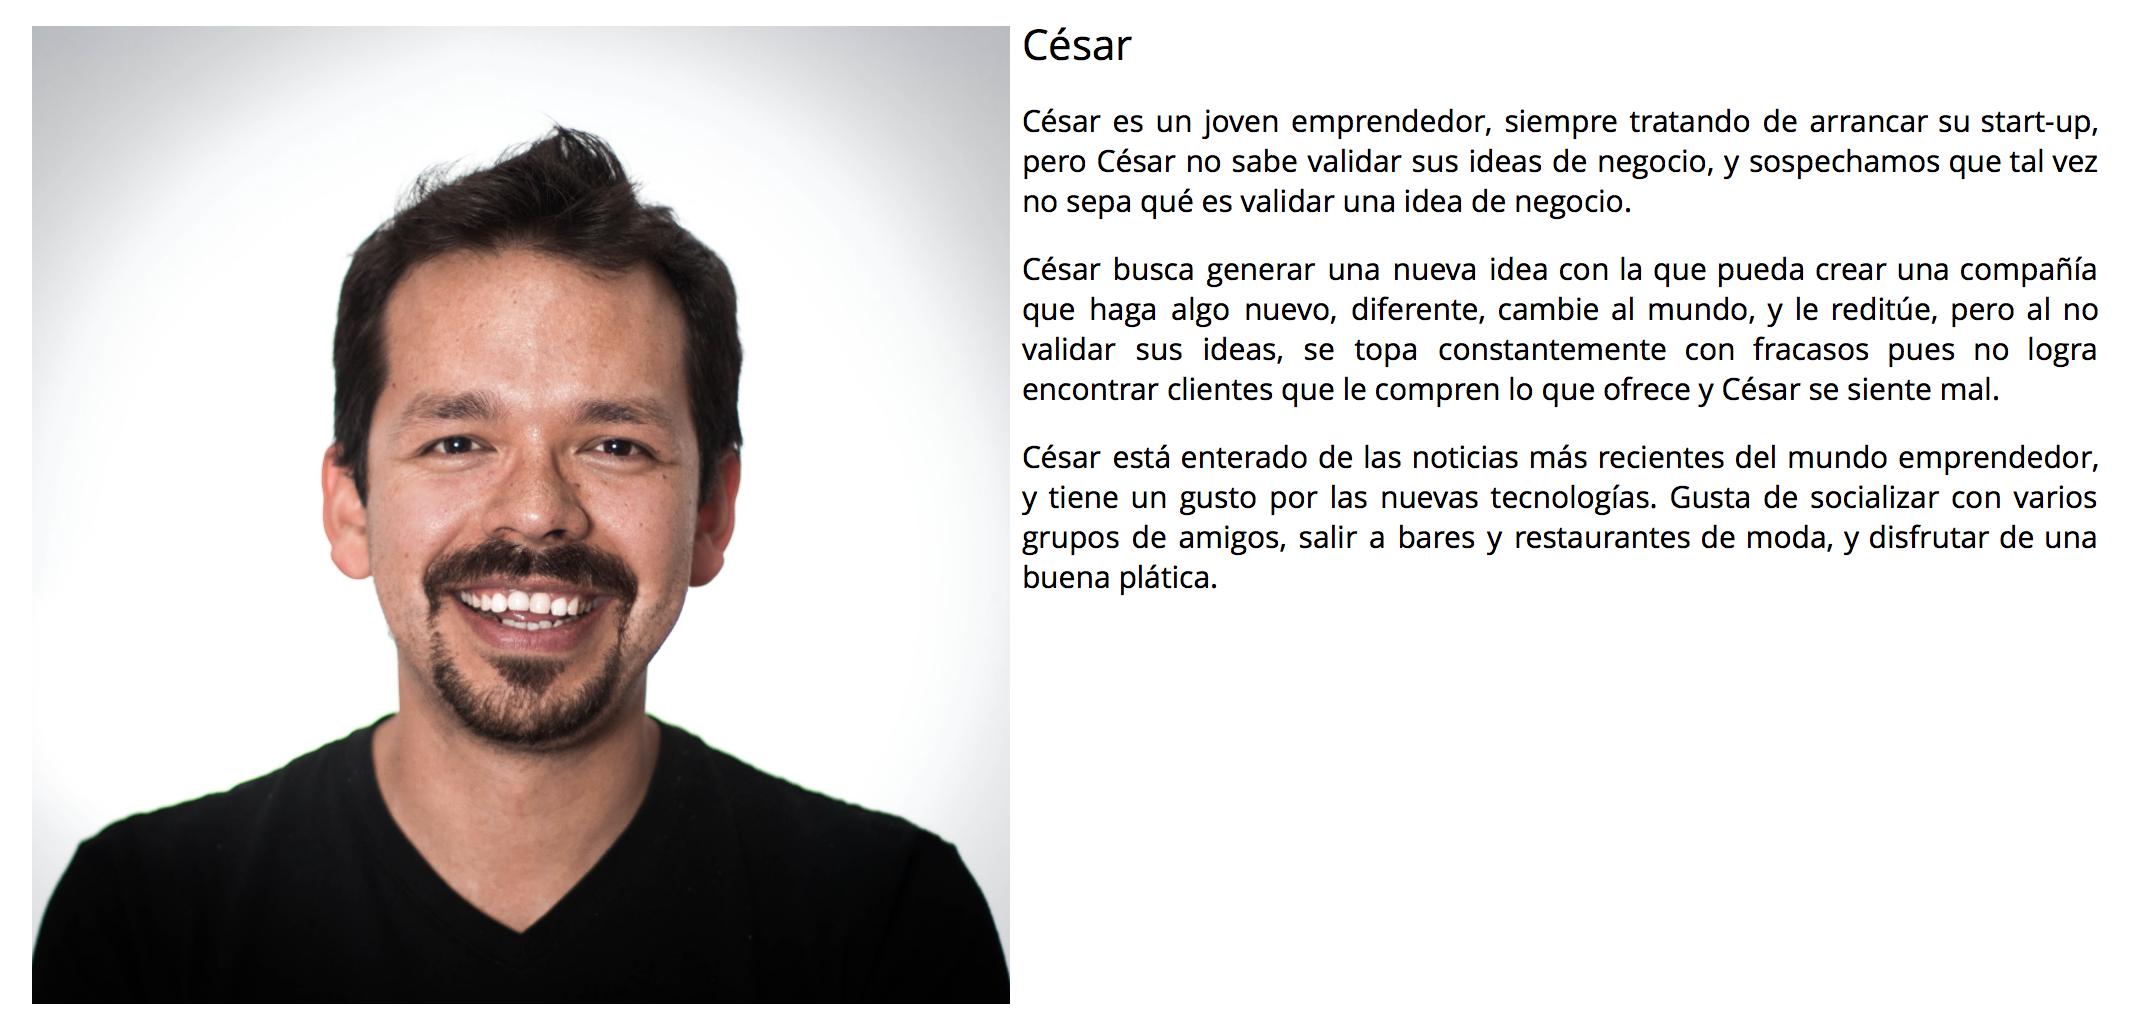 César
César es un joven emprendedor, siempre tratando de arrancar su start-up,
pero César no sabe validar sus ideas de negocio, y sospechamos que tal vez
no sepa qué es validar una idea de negocio.
César busca generar una nueva idea con la que pueda crear una compañía
que haga algo nuevo, diferente, cambie al mundo, y le reditúe, pero al no
validar sus ideas, se topa constantemente con fracasos pues no logra
encontrar clientes que le compren lo que ofrece y César se siente mal.
César está enterado de las noticias más recientes del mundo emprendedor,
y tiene un gusto por las nuevas tecnologías. Gusta de socializar con varios
grupos de amigos, salir a bares y restaurantes de moda, y disfrutar de una
buena plática.